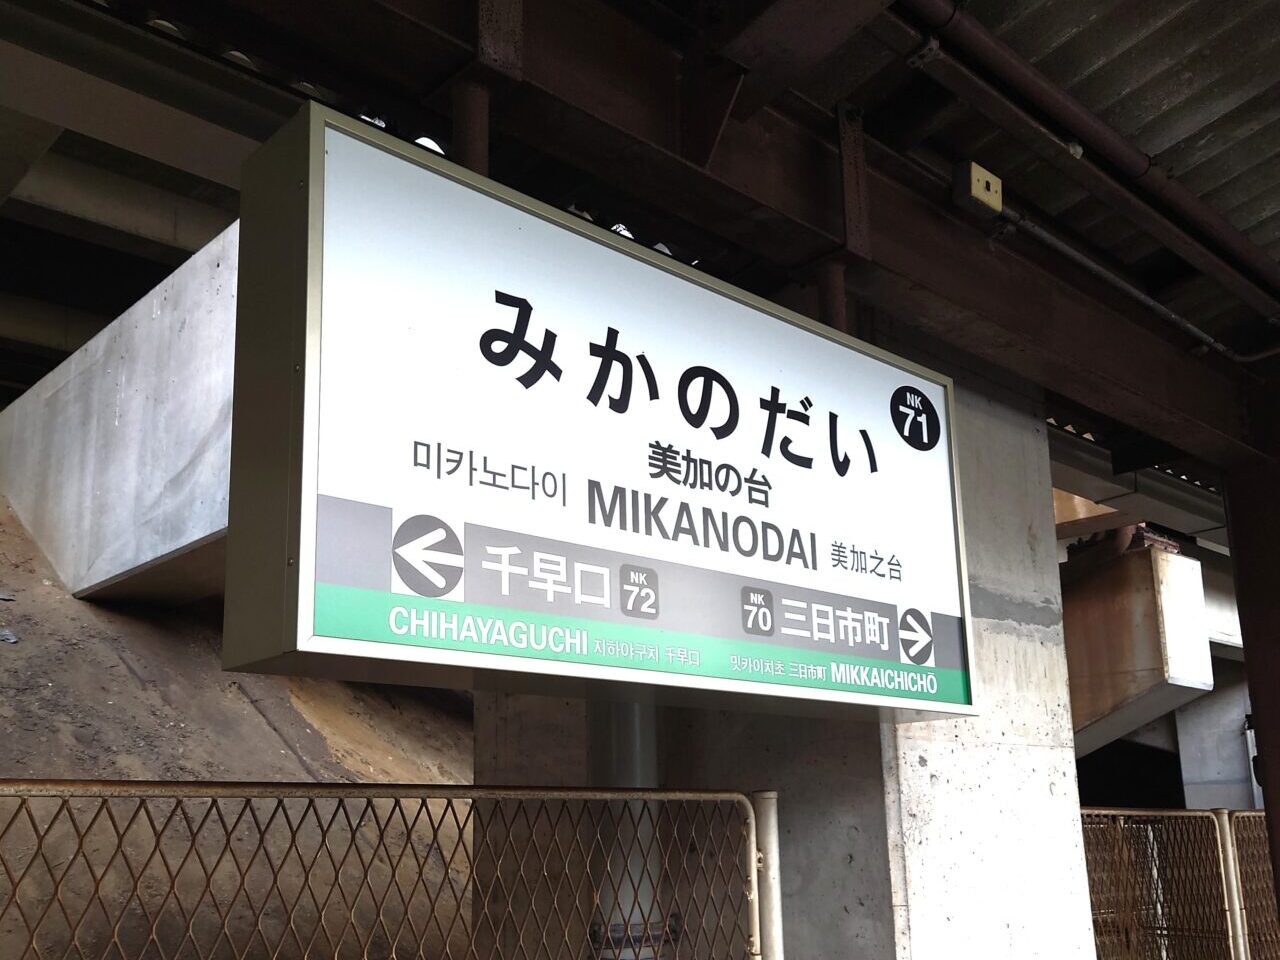 みかのだい
NK
71
美加の台
미카노다이
MIKANODAI
美加之台
千早口
NK
72
NK
70
三日市町
CHIHAYAGUCHI 지하야구치 千早口
밋카이치초 三日市町 MIKKAICHICHŌ